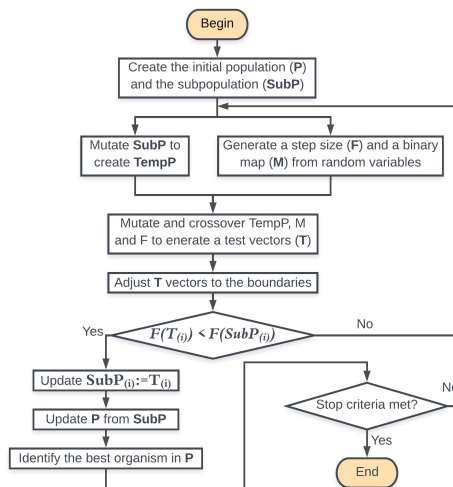 Begin
Create the initial population (P)
and the subpopulation (SubP)
Mutate SubP to
create TempP
Generate a step size (F) and a binary
map (M) from random variables
Mutate and crossover TempP, M
and F to enerate a test vectors (T)
Adjust T vectors to the boundaries
F(T(i)) < F(SubP(i))
Yes
No
Update SubP(i):=T(i)
Update P from SubP
Identify the best organism in P
Stop criteria met?
No
Yes
End